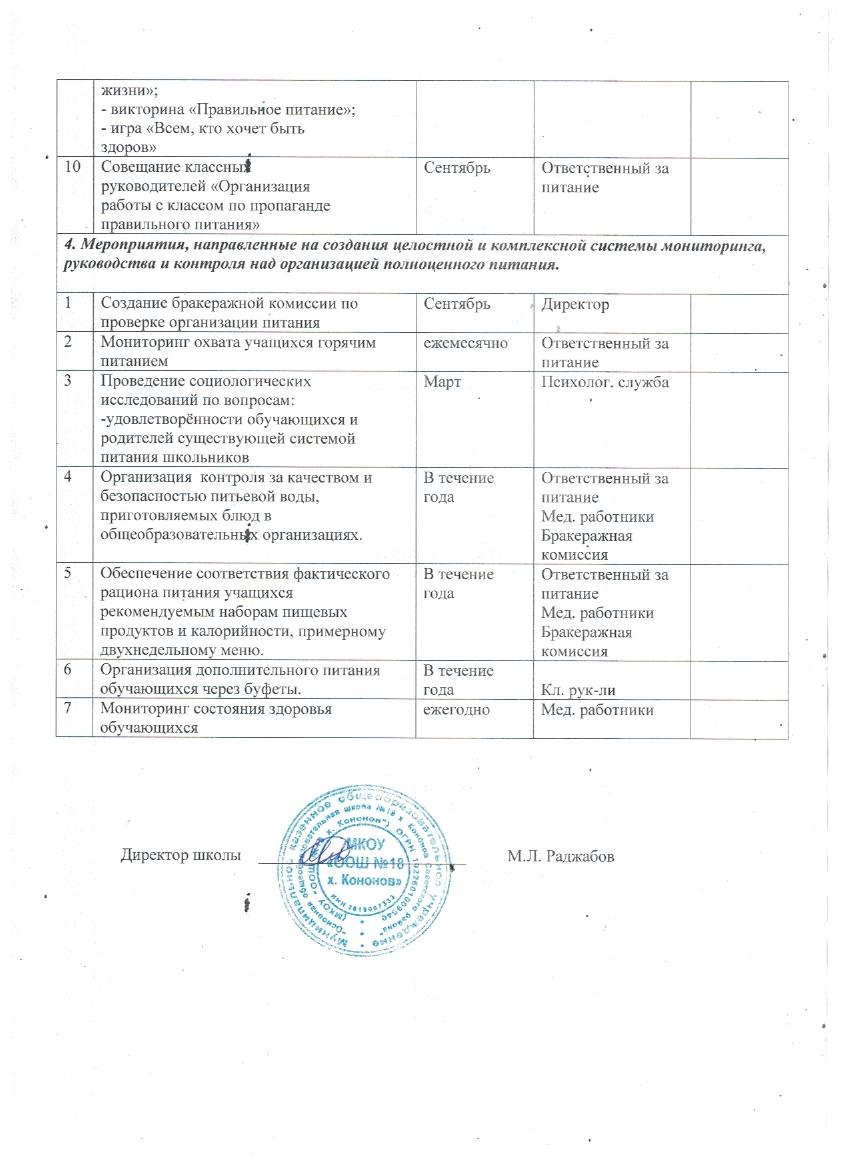 жизни»;
- викторина «Правильное питание»;
- игра «Всем, кто хочет быть
здоров»
10 Совещание классных Сентябрь Ответственный за
руководителей «Организация питание
работы с классом по пропаганде
правильного питания»
4. Мероприятия, направленные на создания целостной и комплексной системы мониторинга,
руководства и контроля над организацией полноценного питания.
1 Создание бракеражной комиссии по Сентябрь Директор
проверке организации питания
2 Мониторинг охвата учащихся горячим ежемесячно Ответственный за
питанием питание
3 Проведение социологических Март Психолог. служба
исследований по вопросам:
-удовлетворённости обучающихся и
родителей существующей системой
питания школьников
4 Организация контроля за качеством и В течение Ответственный за
безопасностью питьевой воды, года питание
приготовляемых блюд в Мед. работники
общеобразовательных организациях. Бракеражная
комиссия
5 Обеспечение соответствия фактического В течение Ответственный за
рациона питания учащихся года питание
рекомендуемым наборам пищевых Мед. работники
продуктов и калорийности, примерному Бракеражная
двухнедельному меню. комиссия
6 Организация дополнительного питания В течение
обучающихся через буфеты. года Кл. рук-ли
7 Мониторинг состояния здоровья ежегодно Мед. работники
обучающихся
Директор школы М.Л. Раджабов
Муниципальное казенное общеобразовательное учреждение
МКОУ
«ООШ №18
х. Кононов»